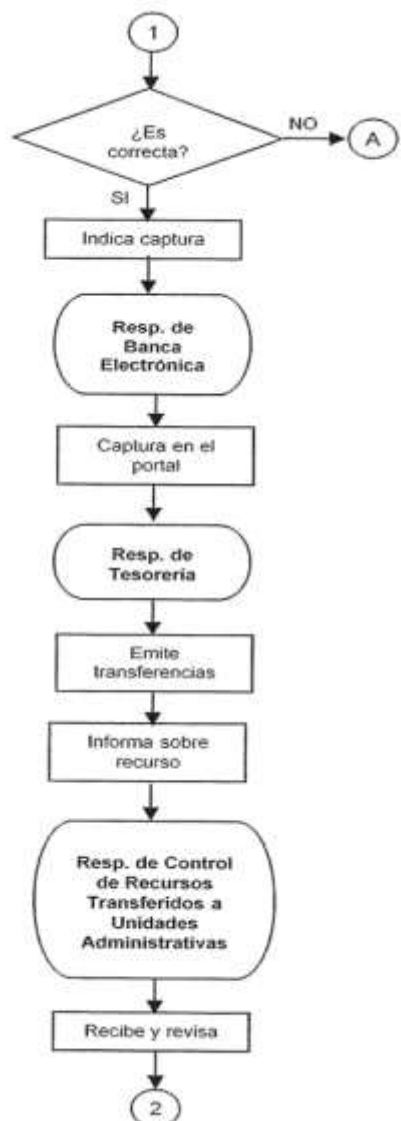 1
¿Es
correcta?
NO
A
SI
Indica captura
Resp. de
Banca
Electrónica
Captura en el
portal
Resp. de
Tesorería
Emite
transferencias
Informa sobre
recurso
Resp. de Control
de Recursos
Transferidos a
Unidades
Administrativas
Recibe y revisa
2